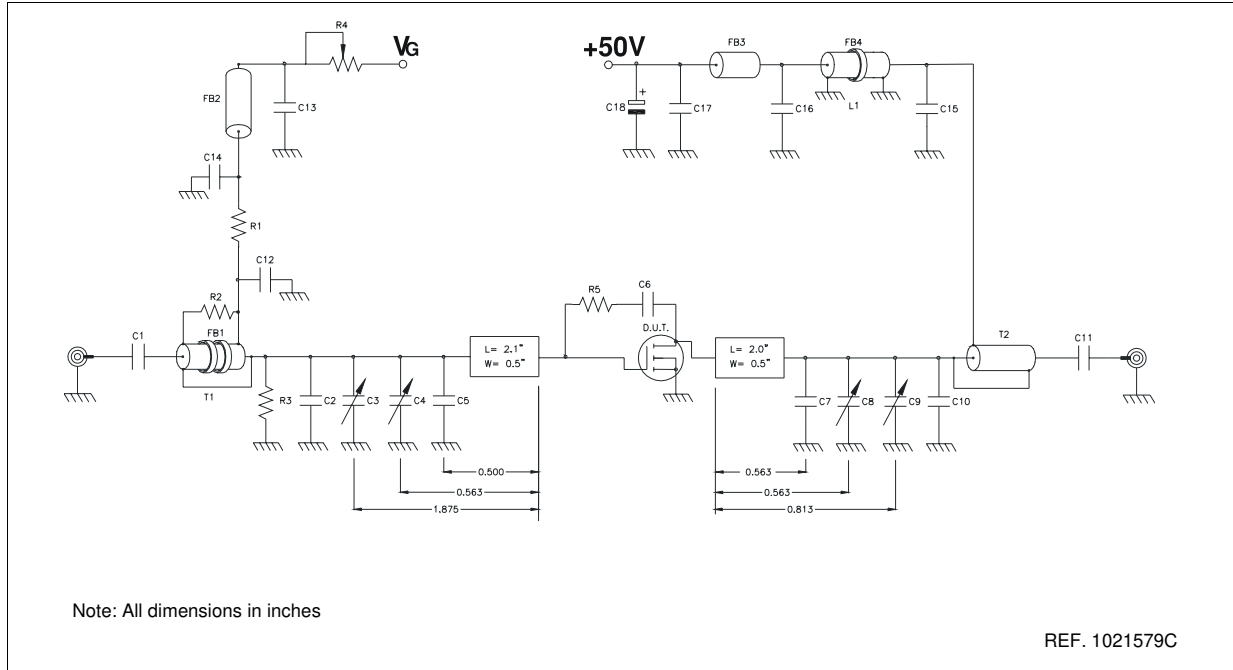 R4
VG
+50V
FB3
FB4
FB2
C13
C18
+
C17
C16
L1
C15
C14
R1
C12
R2
FB1
C1
T1
R5
C6
D.U.T.
L= 2.1"
W= 0.5"
L= 2.0"
W= 0.5"
T2
C11
R3
C2
C3
C4
C5
C7
C8
C9
C10
0.500
0.563
0.563
0.563
1.875
0.813
Note: All dimensions in inches
REF. 1021579C